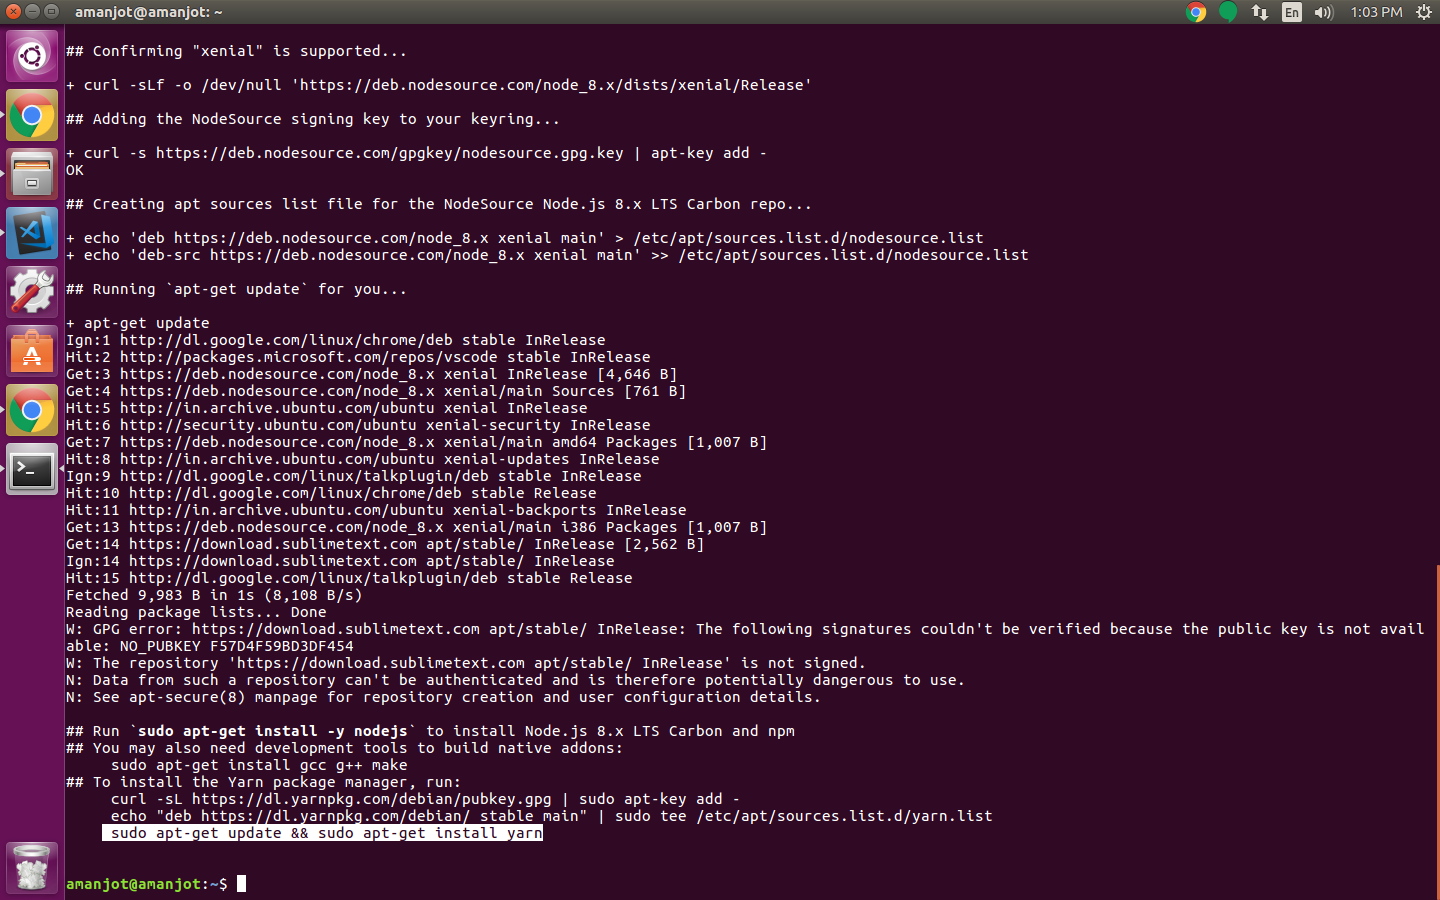 amanjot@amanjot: ~
En
1:03 PM
## Confirming "xenial" is supported...
+ curl -sLf -o /dev/null 'https://deb.nodesource.com/node_8.x/dists/xenial/Release'
## Adding the NodeSource signing key to your keyring...
+ curl -s https://deb.nodesource.com/gpgkey/nodesource.gpg.key | apt-key add -
OK
## Creating apt sources list file for the NodeSource Node.js 8.x LTS Carbon repo...
+ echo 'deb https://deb.nodesource.com/node_8.x xenial main' > /etc/apt/sources.list.d/nodesource.list
+ echo 'deb-src https://deb.nodesource.com/node_8.x xenial main' >> /etc/apt/sources.list.d/nodesource.list
## Running `apt-get update` for you...
+ apt-get update
Ign:1 http://dl.google.com/linux/chrome/deb stable InRelease
Hit:2 http://packages.microsoft.com/repos/vscode stable InRelease
Get:3 https://deb.nodesource.com/node_8.x xenial InRelease [4,646 B]
Get:4 https://deb.nodesource.com/node_8.x xenial/main Sources [761 B]
Hit:5 http://in.archive.ubuntu.com/ubuntu xenial InRelease
Hit:6 http://security.ubuntu.com/ubuntu xenial-security InRelease
Get:7 https://deb.nodesource.com/node_8.x xenial/main amd64 Packages [1,007 B]
Hit:8 http://in.archive.ubuntu.com/ubuntu xenial-updates InRelease
Ign:9 http://dl.google.com/linux/talkplugin/deb stable InRelease
Hit:10 http://dl.google.com/linux/chrome/deb stable Release
Hit:11 http://in.archive.ubuntu.com/ubuntu xenial-backports InRelease
Get:13 https://deb.nodesource.com/node_8.x xenial/main i386 Packages [1,007 B]
Get:14 https://download.sublimetext.com apt/stable/ InRelease [2,562 B]
Ign:14 https://download.sublimetext.com apt/stable/ InRelease
Hit:15 http://dl.google.com/linux/talkplugin/deb stable Release
Fetched 9,983 B in 1s (8,108 B/s)
Reading package lists... Done
W: GPG error: https://download.sublimetext.com apt/stable/ InRelease: The following signatures couldn't be verified because the public key is not avail
able: NO_PUBKEY F57D4F59BD3DF454
W: The repository 'https://download.sublimetext.com apt/stable/ InRelease' is not signed.
N: Data from such a repository can't be authenticated and is therefore potentially dangerous to use.
N: See apt-secure(8) manpage for repository creation and user configuration details.
## Run `sudo apt-get install -y nodejs` to install Node.js 8.x LTS Carbon and npm
## You may also need development tools to build native addons:
sudo apt-get install gcc g++ make
## To install the Yarn package manager, run:
curl -sL https://dl.yarnpkg.com/debian/pubkey.gpg | sudo apt-key add -
echo "deb https://dl.yarnpkg.com/debian/ stable main" | sudo tee /etc/apt/sources.list.d/yarn.list
sudo apt-get update && sudo apt-get install yarn
amanjot@amanjot:~$